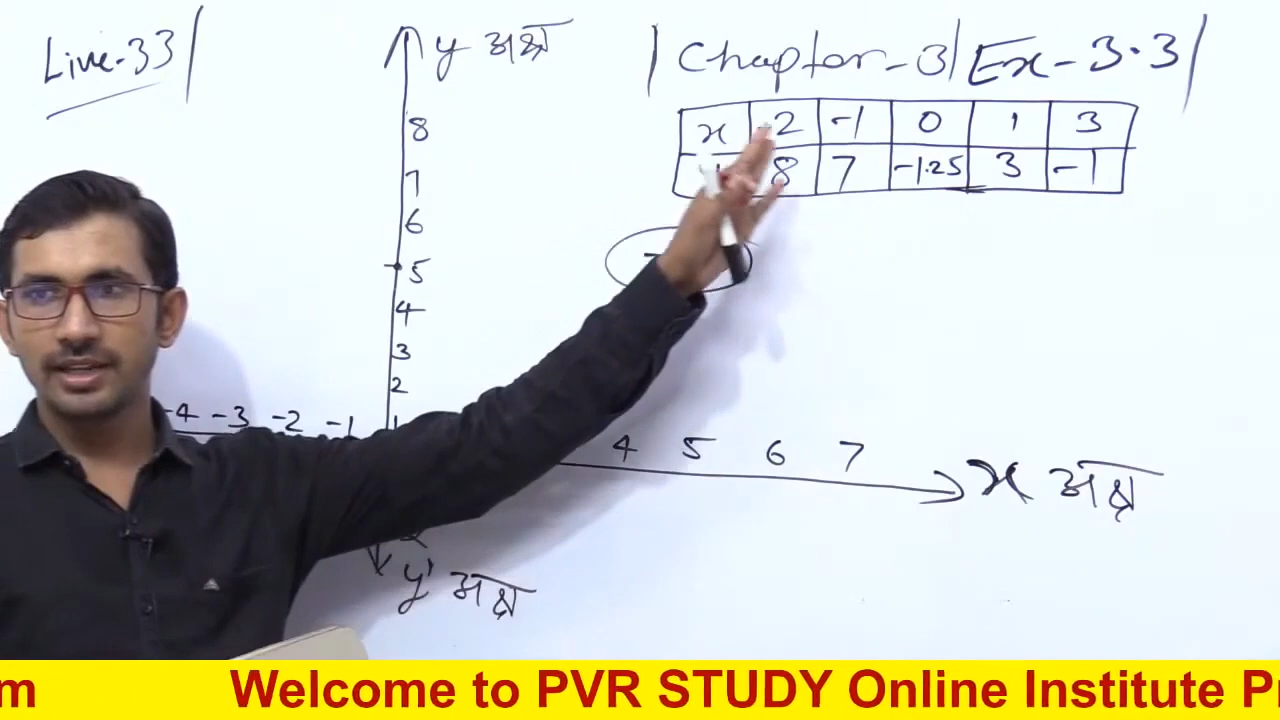 Live-33
y अक्ष
Chapter-3 Ex-3.3
x -2 -1 0 1 3
8 7 -1.25 3 -1
8
7
6
5
4
3
2
1
-4 -3 -2 -1
4 5 6 7
x अक्ष
y' अक्ष
m Welcome to PVR STUDY Online Institute P